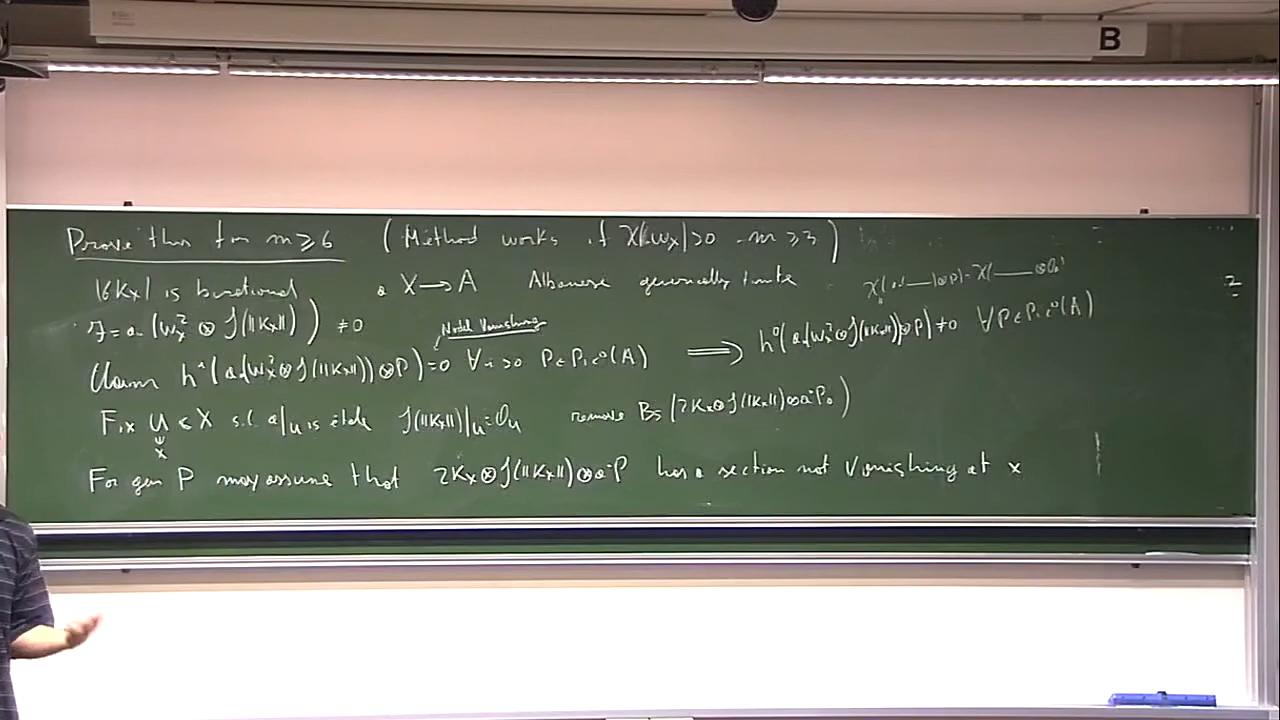 B
Prove thm for m ≥ 6 (Method works if χ(ω_X) > 0 m ≥ 3)
|6K_X| is birational a X → A Albanese generically finite
χ( ⊗P) = χ(
2
F = a_*(ω_X^2 ⊗ J(||K_X||)) ≠ 0
Nadel Vanishing
Claim h^i(a_*(ω_X^2 ⊗ J(||K_X||)) ⊗ P) = 0 ∀ i > 0 P ∈ Pic^0(A) ⟹ h^0(a_*(ω_X^2 ⊗ J(||K_X||)) ⊗ P) ≠ 0 ∀ P ∈ Pic^0(A)
Fix U ⊂ X s.t. a|_U is étale J(||K_X||)|_U = O_U remove Bs(2K_X ⊗ J(||K_X||) ⊗ a^*P_0)
x
For gen P may assume that 2K_X ⊗ J(||K_X||) ⊗ a^*P has a section not vanishing at x